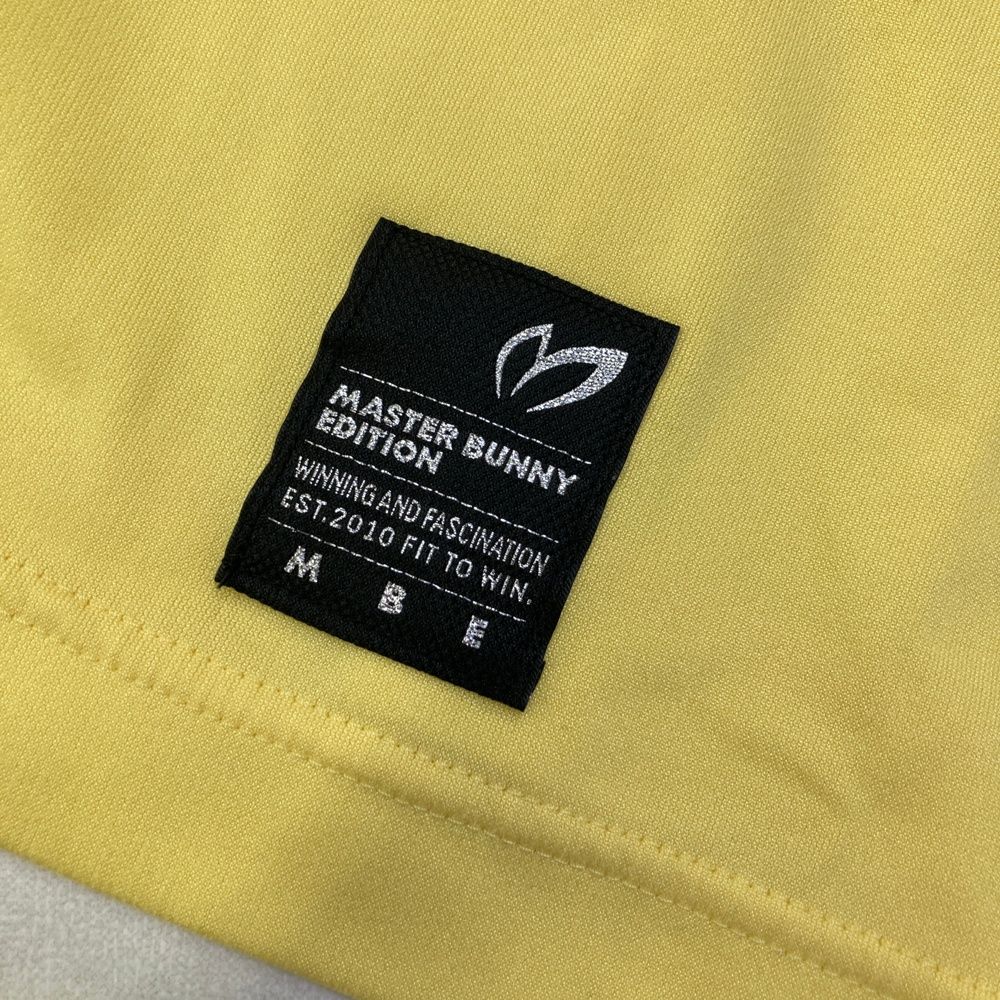 MASTER BUNNY
EDITION
WINNING AND FASCINATION
EST.2010 FIT TO WIN.
M B E